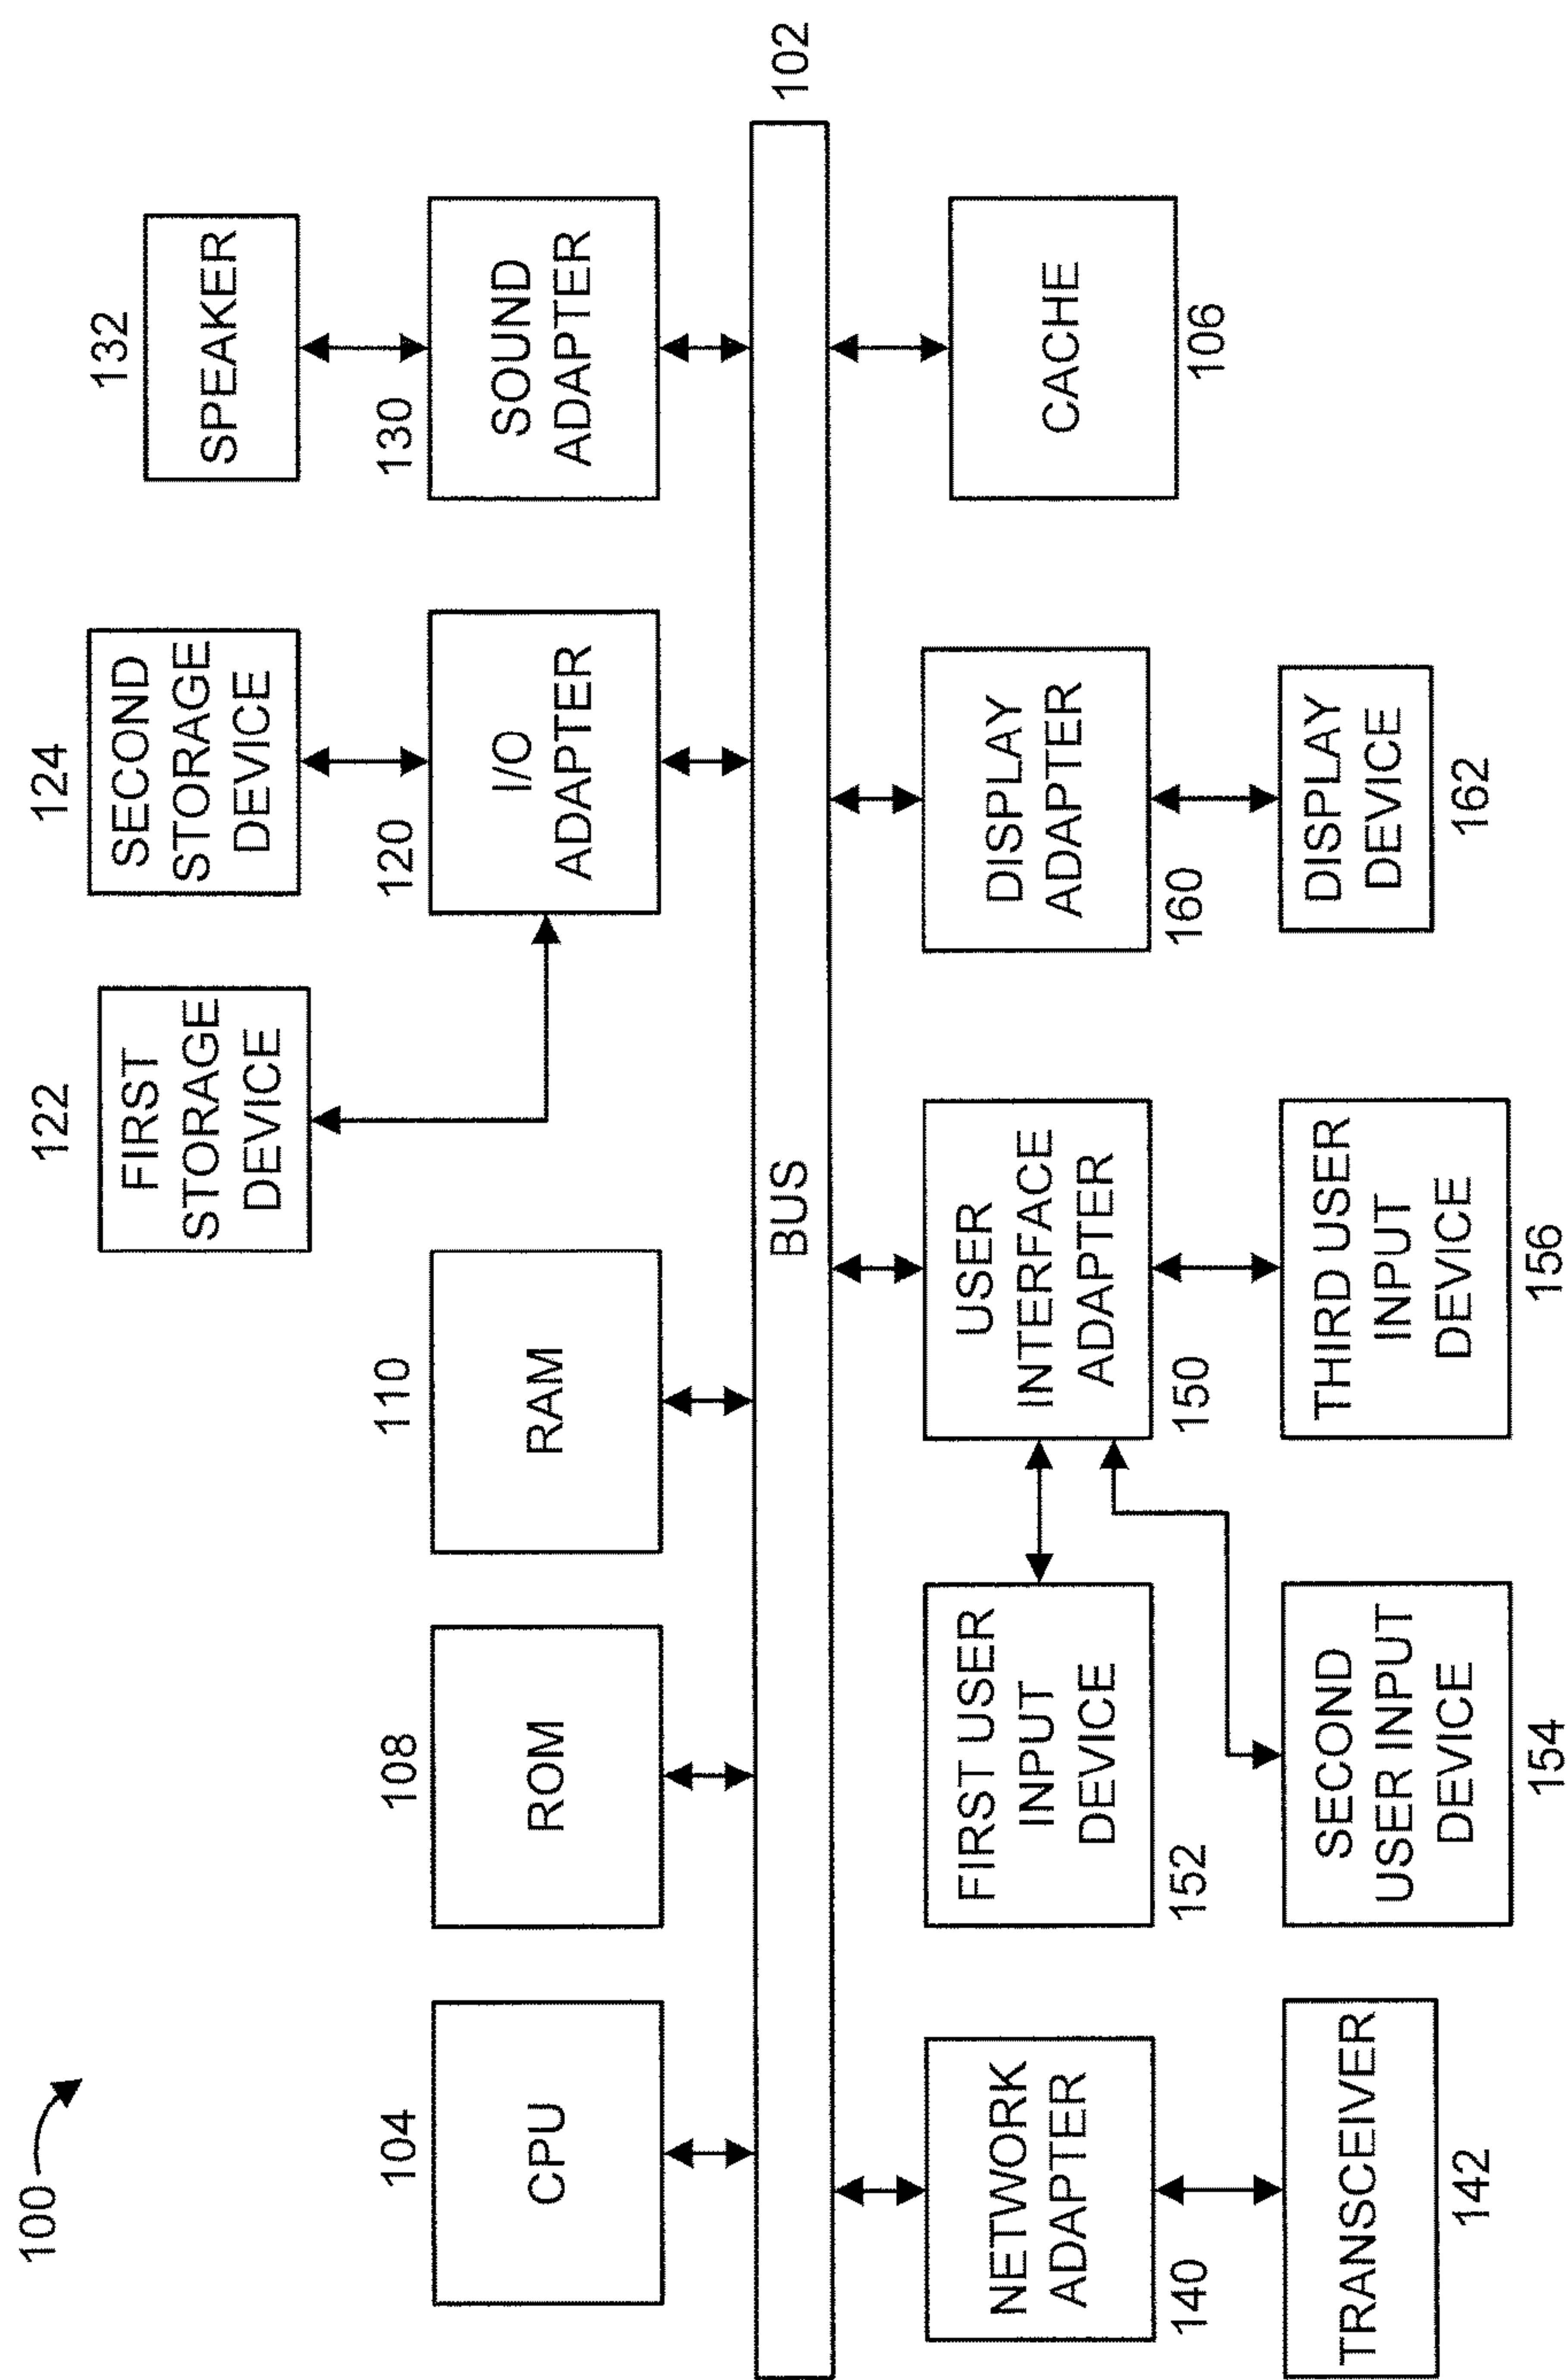 100
104
CPU
108
ROM
110
RAM
122
FIRST
STORAGE
DEVICE
124
SECOND
STORAGE
DEVICE
120
I/O
ADAPTER
132
SPEAKER
130
SOUND
ADAPTER
BUS
102
NETWORK
ADAPTER
140
TRANSCEIVER
142
FIRST USER
INPUT
DEVICE
152
SECOND
USER INPUT
DEVICE
154
USER
INTERFACE
ADAPTER
150
THIRD USER
INPUT
DEVICE
156
DISPLAY
ADAPTER
160
DISPLAY
DEVICE
162
CACHE
106